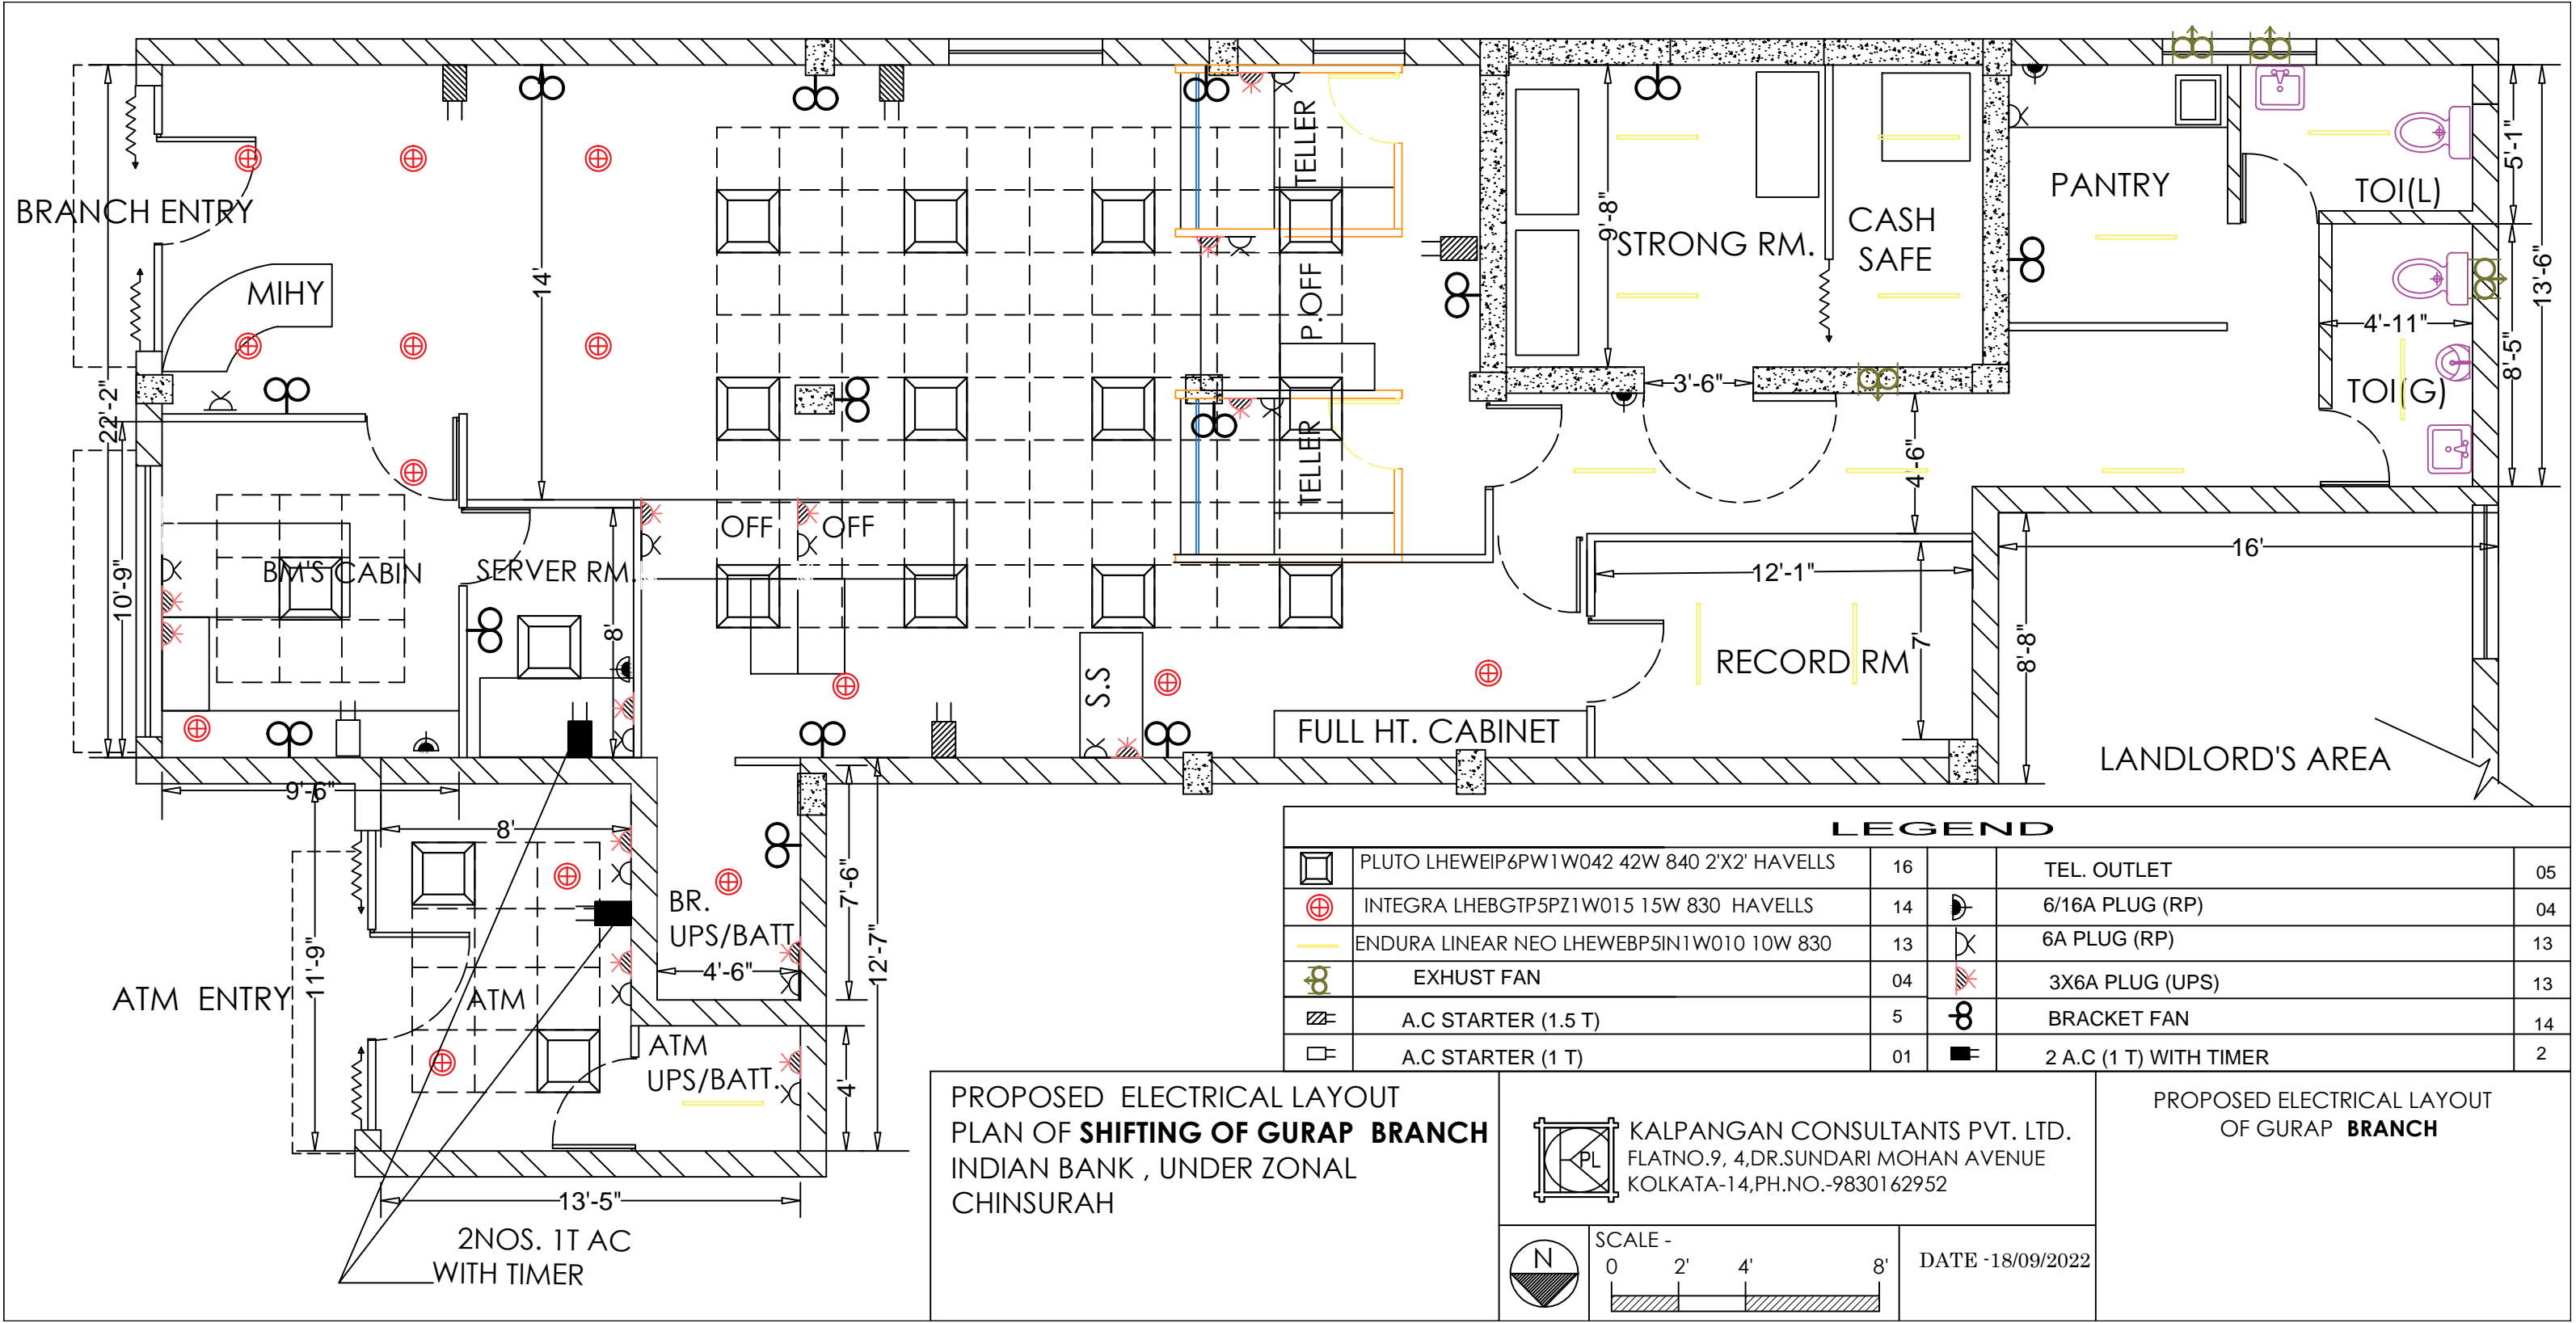 BRANCH ENTRY
MIHY
22'-2"
14'
TELLER
P.OFF
TELLER
9'-8"
STRONG RM.
CASH
SAFE
3'-6"
PANTRY
TOI(L)
5'-1"
13'-6"
4'-11"
8'-5"
TOI(G)
4'-6"
10'-9"
BM'S CABIN
SERVER RM.
8'
OFF
OFF
S.S
FULL HT. CABINET
12'-1"
RECORD RM
7'
16'
8'-8"
LANDLORD'S AREA
9'-6"
8'
11'-9"
ATM ENTRY
ATM
BR.
UPS/BATT
4'-6"
7'-6"
12'-7"
ATM
UPS/BATT.
4'
13'-5"
2NOS. 1T AC
WITH TIMER
LEGEND
PLUTO LHEWEIP6PW1W042 42W 840 2'X2' HAVELLS 16 TEL. OUTLET 05
INTEGRA LHEBGTP5PZ1W015 15W 830 HAVELLS 14 6/16A PLUG (RP) 04
ENDURA LINEAR NEO LHEWEBP5IN1W010 10W 830 13 6A PLUG (RP) 13
EXHUST FAN 04 3X6A PLUG (UPS) 13
A.C STARTER (1.5 T) 5 BRACKET FAN 14
A.C STARTER (1 T) 01 2 A.C (1 T) WITH TIMER 2
PROPOSED ELECTRICAL LAYOUT
PLAN OF SHIFTING OF GURAP BRANCH
INDIAN BANK , UNDER ZONAL
CHINSURAH
PL
KALPANGAN CONSULTANTS PVT. LTD.
FLATNO.9, 4,DR.SUNDARI MOHAN AVENUE
KOLKATA-14,PH.NO.-9830162952
N
SCALE -
0 2' 4' 8'
DATE -18/09/2022
PROPOSED ELECTRICAL LAYOUT
OF GURAP BRANCH